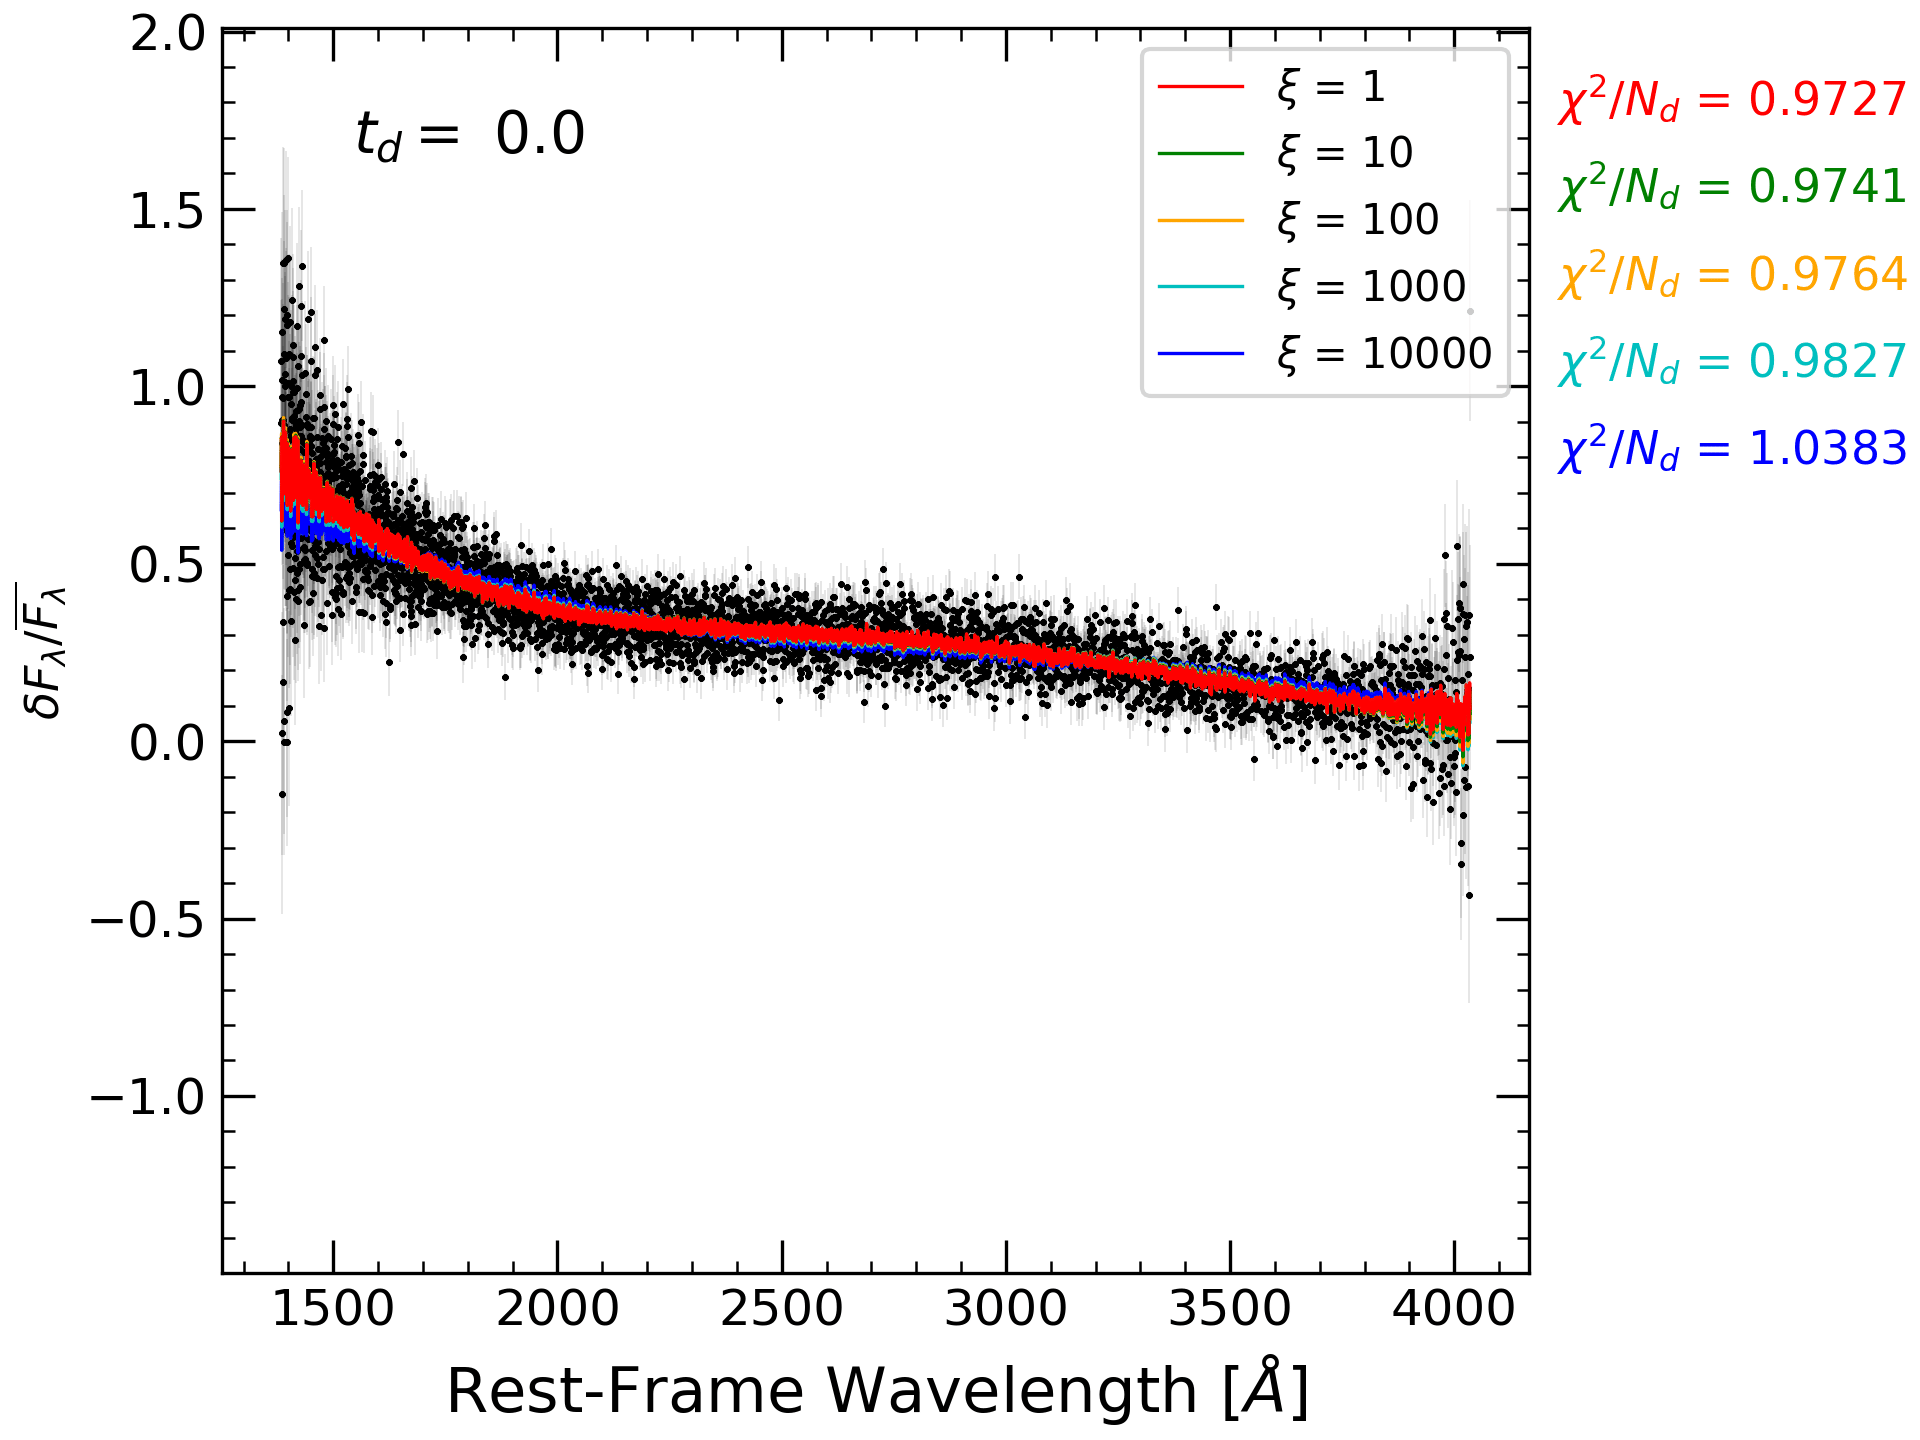 2.0
1.5
1.0
0.5
0.0
−0.5
−1.0
δF_λ/F̅_λ
t_d = 0.0
ξ = 1
ξ = 10
ξ = 100
ξ = 1000
ξ = 10000
χ²/N_d = 0.9727
χ²/N_d = 0.9741
χ²/N_d = 0.9764
χ²/N_d = 0.9827
χ²/N_d = 1.0383
1500 2000 2500 3000 3500 4000
Rest-Frame Wavelength [Å]